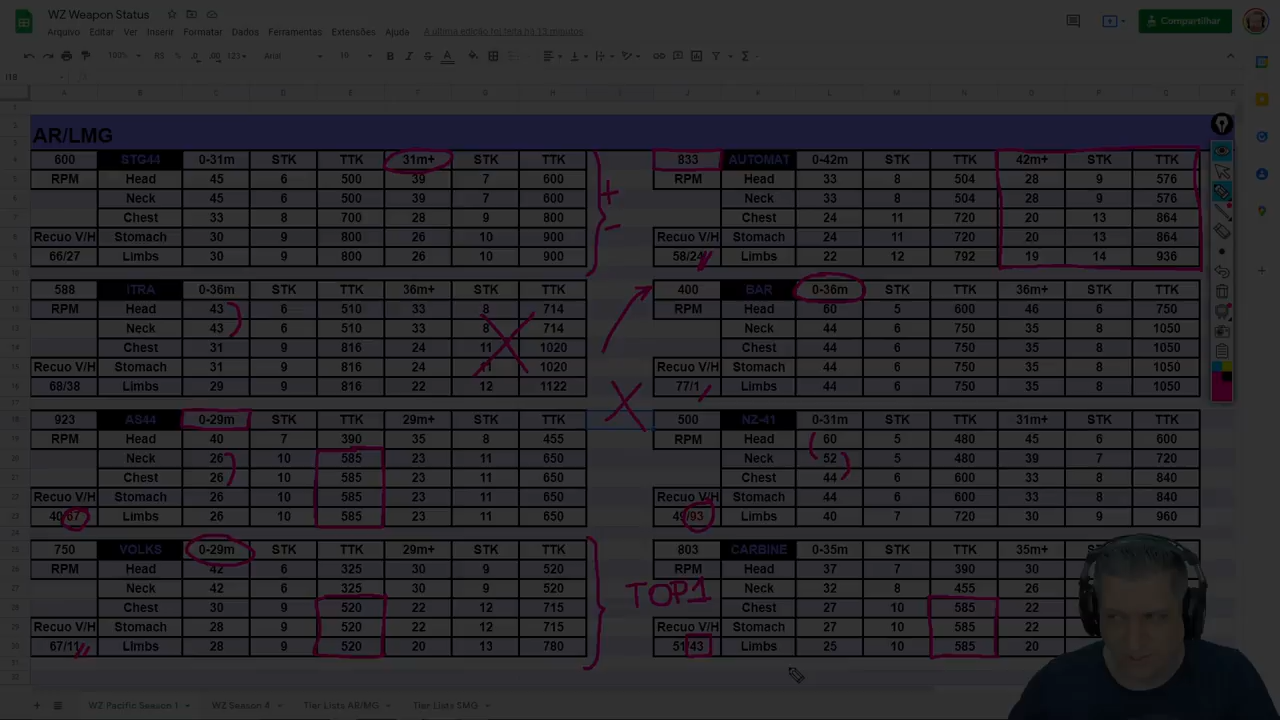 WZ Weapon Status
Arquivo Editar Ver Inserir Formatar Dados Ferramentas Extensões Ajuda A última edição foi feita há 13 minutos
Compartilhar
100% R$ % .0 .00 123 Arial 10 B I A
I18
A B C D E F G H I J K L M N O P Q
AR/LMG
600 STG44 0-31m STK TTK 31m+ STK TTK
RPM Head 45 6 500 39 7 600
Neck 45 6 500 39 7 600
Chest 33 8 700 28 9 800
Recuo V/H Stomach 30 9 800 26 10 900
66/27 Limbs 30 9 800 26 10 900
+
-
833 AUTOMAT 0-42m STK TTK 42m+ STK TTK
RPM Head 33 8 504 28 9 576
Neck 33 8 504 28 9 576
Chest 24 11 720 20 13 864
Recuo V/H Stomach 24 11 720 20 13 864
58/24 Limbs 22 12 792 19 14 936
588 ITRA 0-36m STK TTK 36m+ STK TTK
RPM Head 43 6 510 33 8 714
Neck 43 6 510 33 8 714
Chest 31 9 816 24 11 1020
Recuo V/H Stomach 31 9 816 24 11 1020
68/38 Limbs 29 9 816 22 12 1122
400 BAR 0-36m STK TTK 36m+ STK TTK
RPM Head 60 5 600 46 6 750
Neck 44 6 750 35 8 1050
Chest 44 6 750 35 8 1050
Recuo V/H Stomach 44 6 750 35 8 1050
77/1 Limbs 44 6 750 35 8 1050
923 AS44 0-29m STK TTK 29m+ STK TTK
RPM Head 40 7 390 35 8 455
Neck 26 10 585 23 11 650
Chest 26 10 585 23 11 650
Recuo V/H Stomach 26 10 585 23 11 650
40/67 Limbs 26 10 585 23 11 650
500 NZ-41 0-31m STK TTK 31m+ STK TTK
RPM Head 60 5 480 45 6 600
Neck 52 5 480 39 7 720
Chest 44 6 600 33 8 840
Recuo V/H Stomach 44 6 600 33 8 840
49/93 Limbs 40 7 720 30 9 960
750 VOLKS 0-29m STK TTK 29m+ STK TTK
RPM Head 42 6 325 30 9 520
Neck 42 6 325 30 9 520
Chest 30 9 520 22 12 715
Recuo V/H Stomach 28 9 520 22 12 715
67/11 Limbs 28 9 520 20 13 780
TOP1
803 CARBINE 0-35m STK TTK 35m+
RPM Head 37 7 390 30
Neck 32 8 455 26
Chest 27 10 585 22
Recuo V/H Stomach 27 10 585 22
51/43 Limbs 25 10 585 20
WZ Pacific Season 1 WZ Season 4 Tier Lists AR/MG Tier Lists SMG